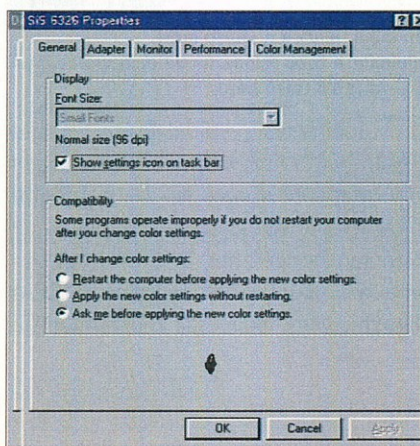 SiS 6326 Properties
General Adapter Monitor Performance Color Management
Display
Font Size:
Small Fonts
Normal size (96 dpi)
Show settings icon on task bar
Compatibility
Some programs operate improperly if you do not restart your computer
after you change color settings.
After I change color settings:
Restart the computer before applying the new color settings.
Apply the new color settings without restarting.
Ask me before applying the new color settings.
OK Cancel Apply